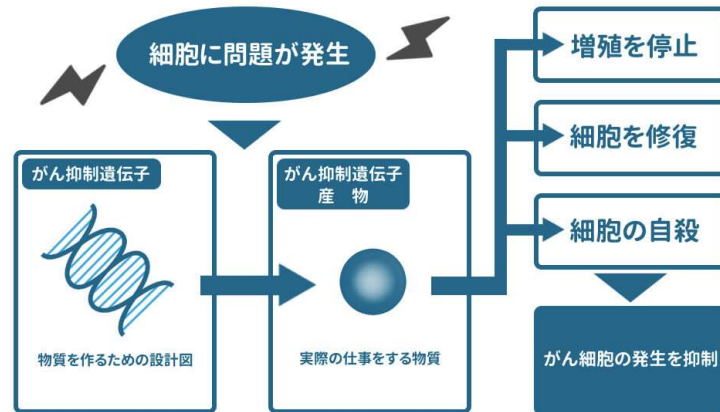 細胞に問題が発生
がん抑制遺伝子
物質を作るための設計図
がん抑制遺伝子
産　物
実際の仕事をする物質
増殖を停止
細胞を修復
細胞の自殺
がん細胞の発生を抑制